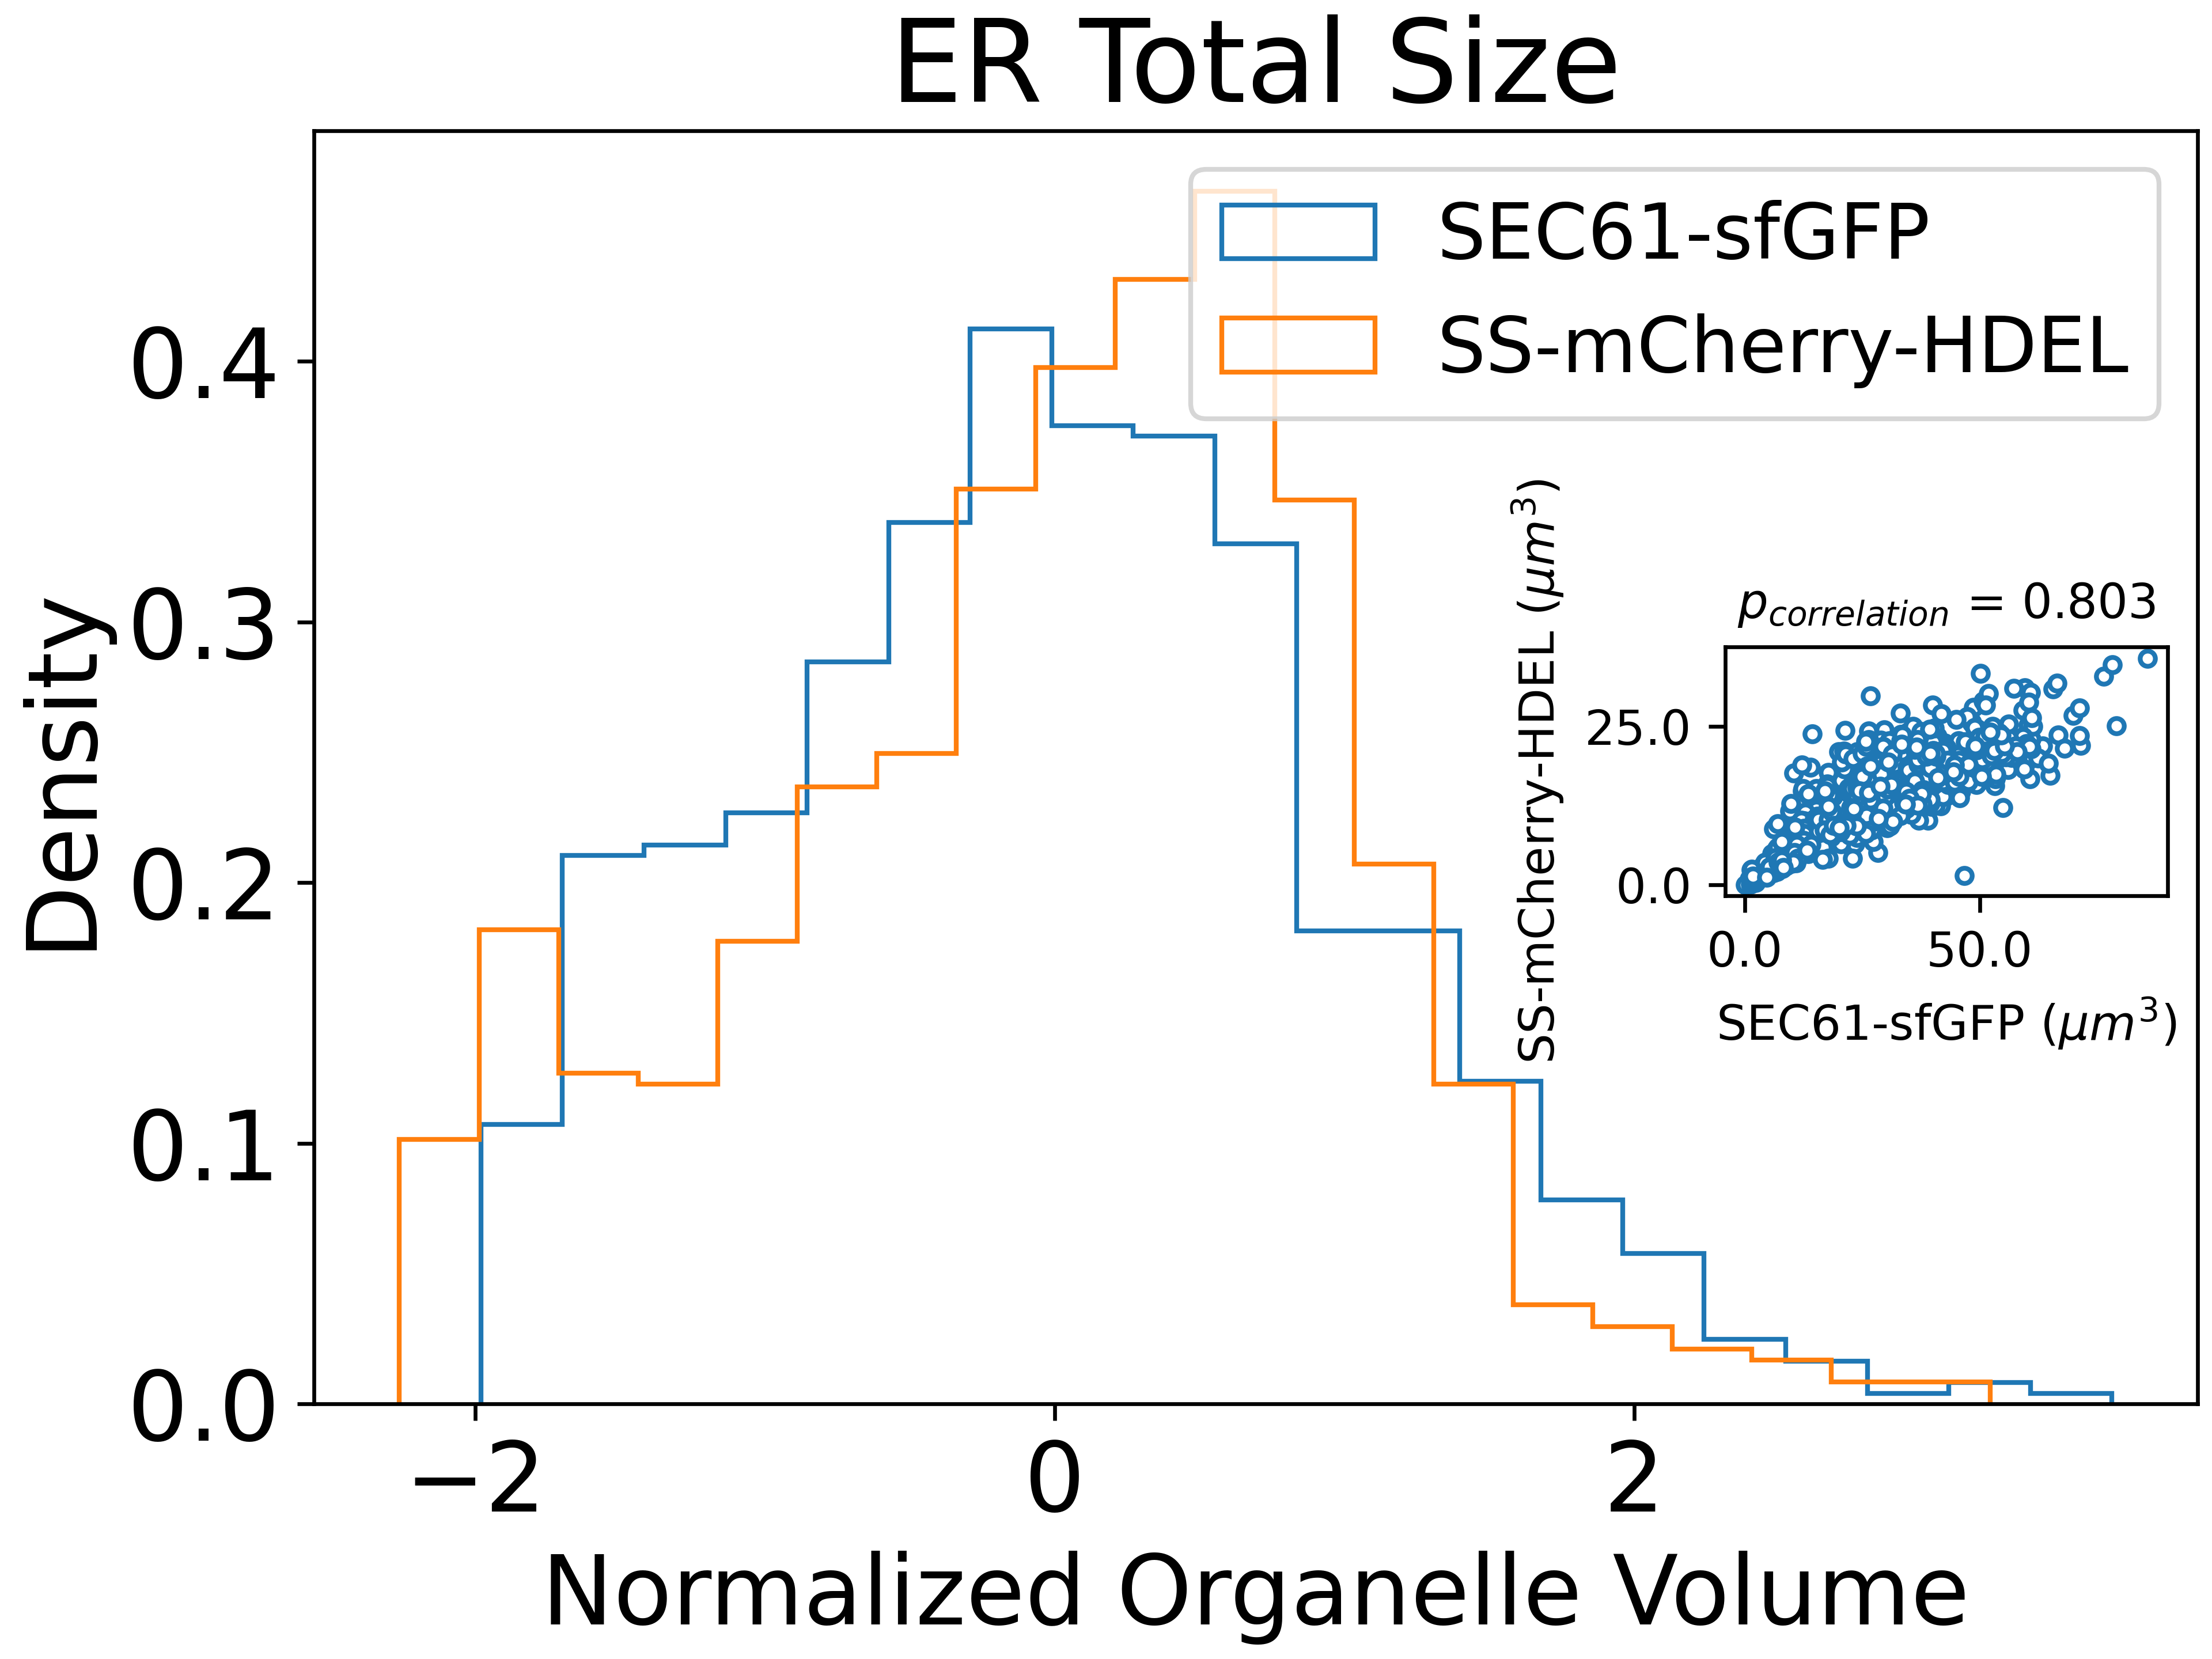 ER Total Size
SEC61-sfGFP
SS-mCherry-HDEL
Density
0.4
0.3
0.2
0.1
0.0
−2
0
2
Normalized Organelle Volume
p_correlation = 0.803
SS-mCherry-HDEL (μm³)
25.0
0.0
0.0
50.0
SEC61-sfGFP (μm³)